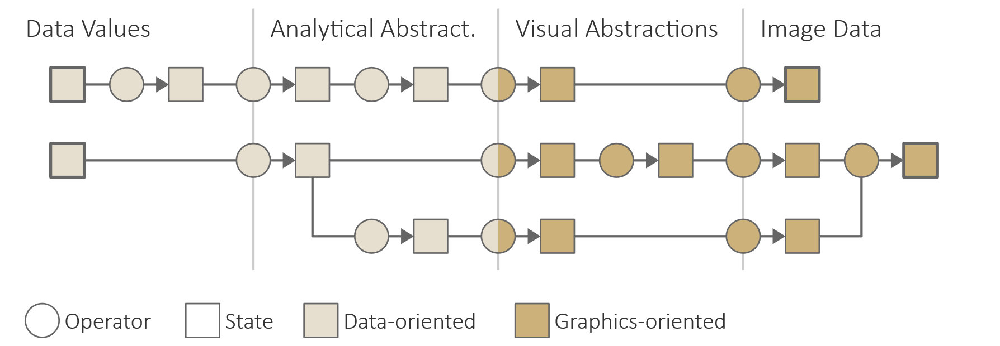 Data Values
Analytical Abstract.
Visual Abstractions
Image Data
Operator
State
Data-oriented
Graphics-oriented